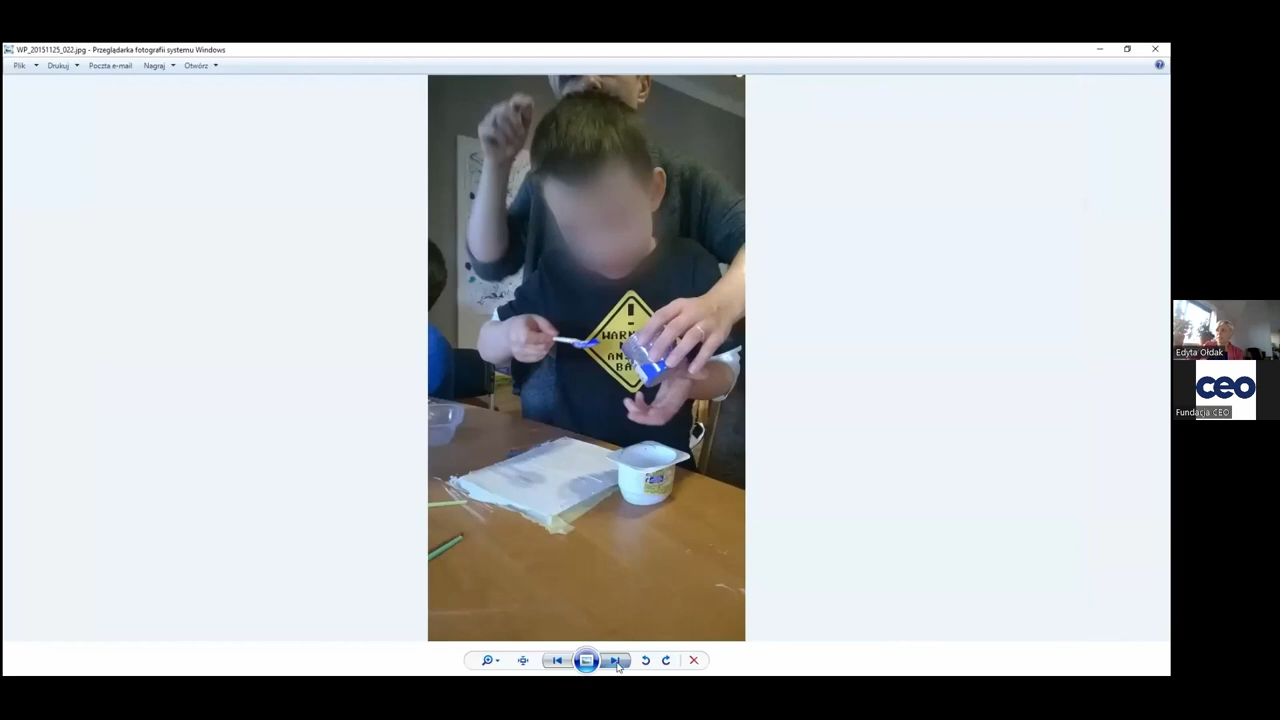 WP_20151125_022.jpg - Przeglądarka fotografii systemu Windows
Plik Drukuj Poczta e-mail Nagraj Otwórz
Edyta Ołdak
ceo
Fundacja CEO